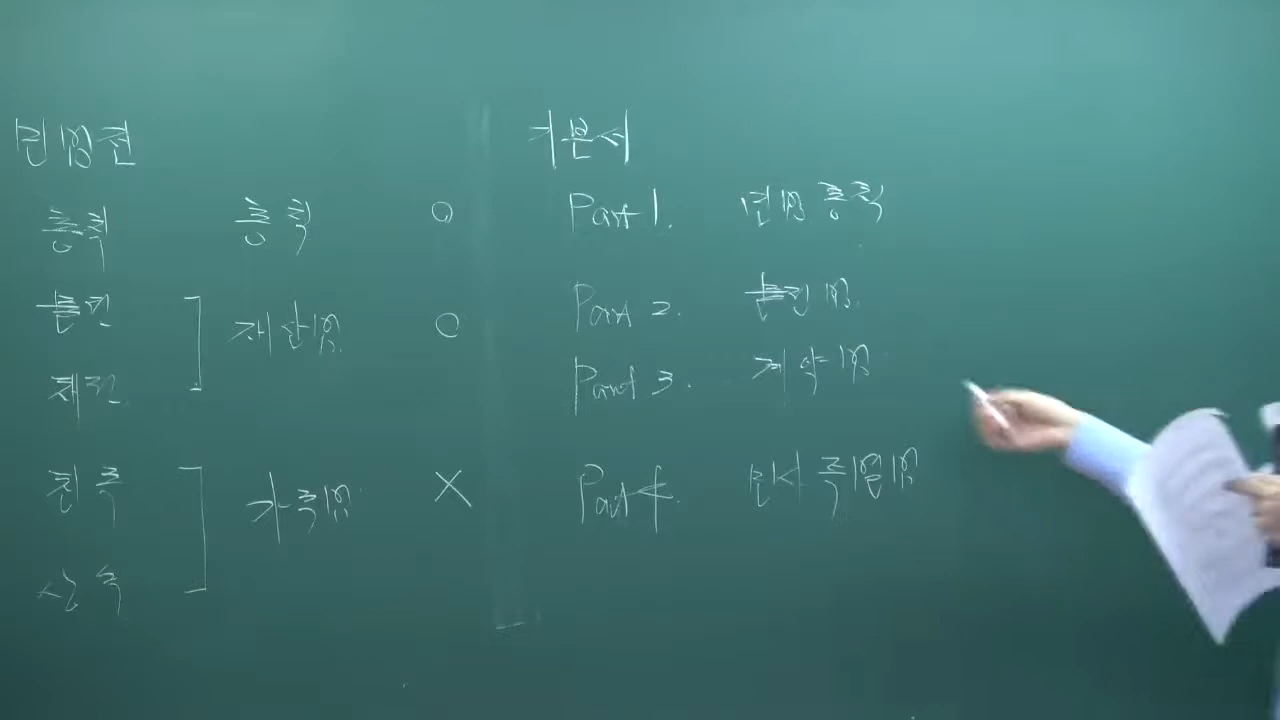 민법전
총칙 총칙 O
물권 ] 재산법 O
채권
친족 ] 가족법 X
상속
기본서
Part 1. 민법총칙
Part 2. 물권법
Part 3. 계약법
Part 4. 민사특별법